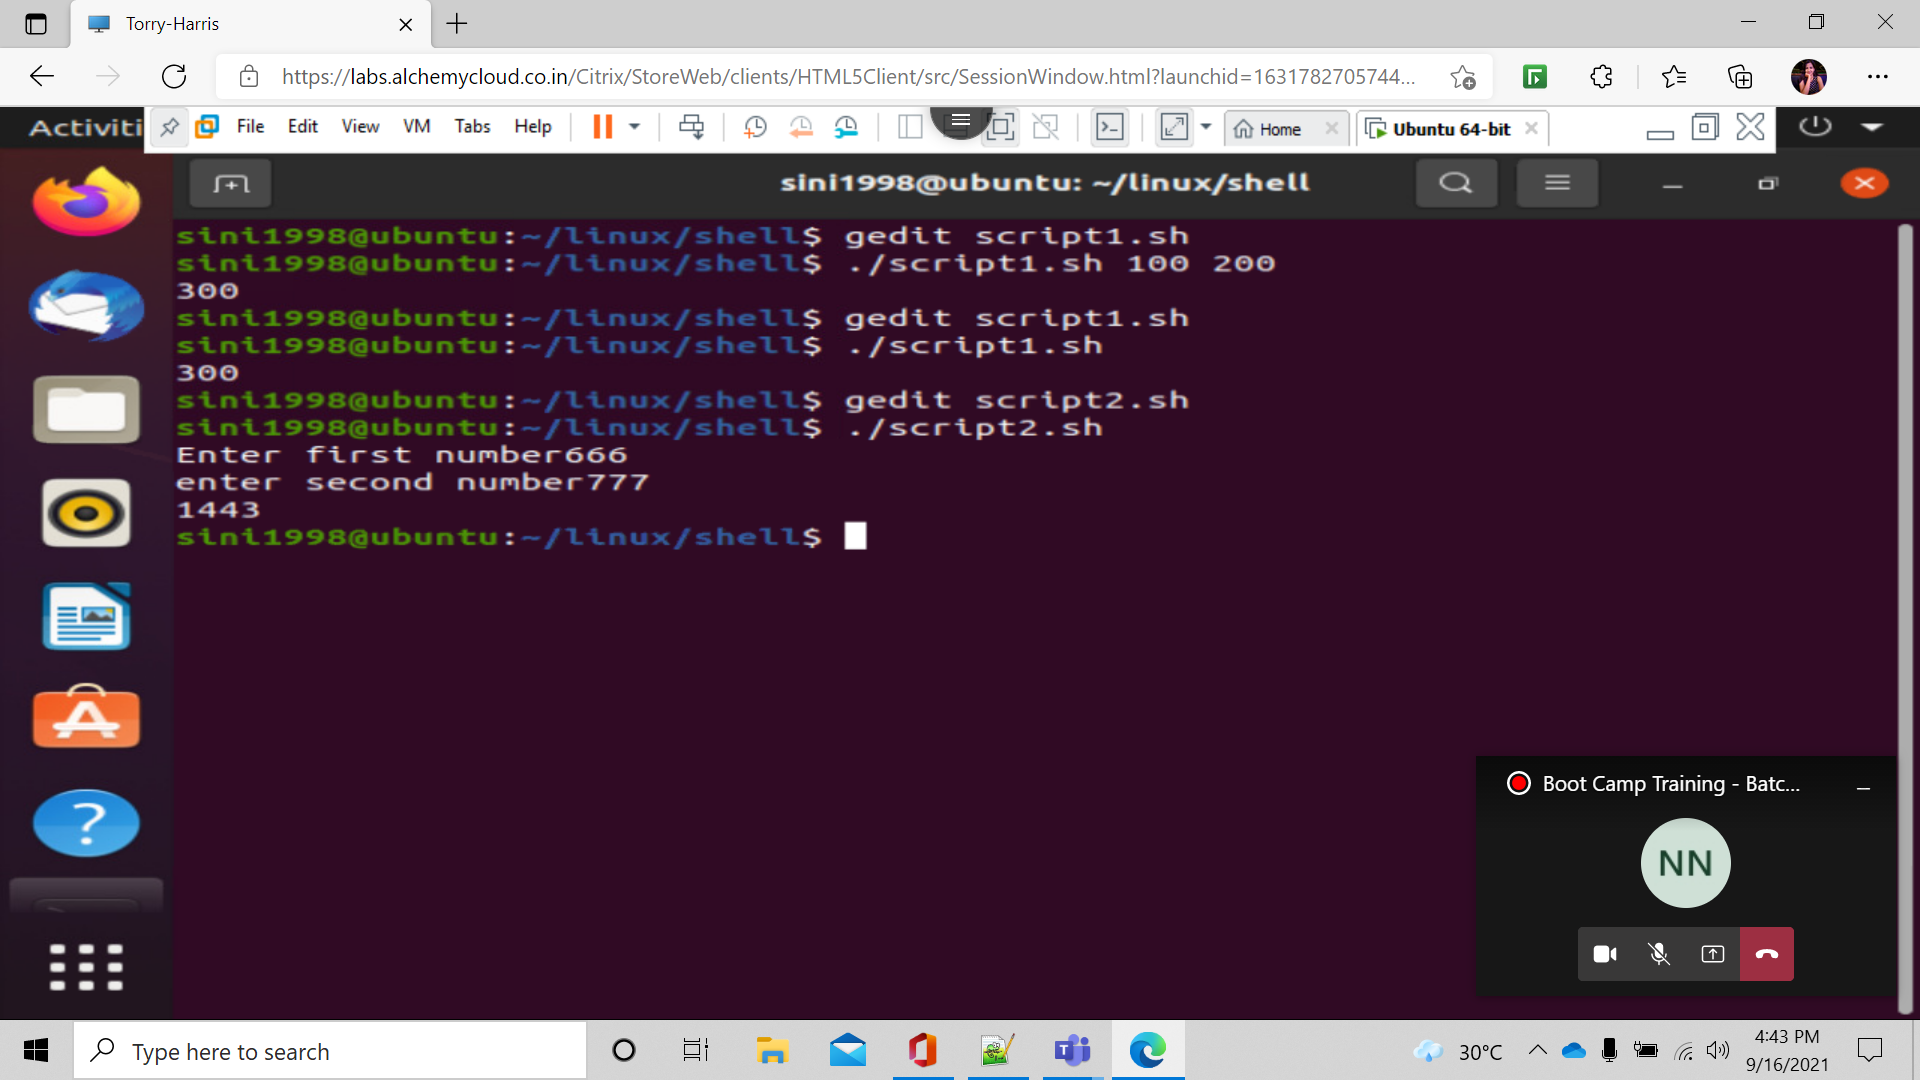 Torry-Harris
https://labs.alchemycloud.co.in/Citrix/StoreWeb/clients/HTML5Client/src/SessionWindow.html?launchid=1631782705744...
Activiti
File Edit View VM Tabs Help
Home
Ubuntu 64-bit
sini1998@ubuntu: ~/linux/shell
sini1998@ubuntu:~/linux/shell$ gedit script1.sh
sini1998@ubuntu:~/linux/shell$ ./script1.sh 100 200
300
sini1998@ubuntu:~/linux/shell$ gedit script1.sh
sini1998@ubuntu:~/linux/shell$ ./script1.sh
300
sini1998@ubuntu:~/linux/shell$ gedit script2.sh
sini1998@ubuntu:~/linux/shell$ ./script2.sh
Enter first number666
enter second number777
1443
sini1998@ubuntu:~/linux/shell$
Boot Camp Training - Batc...
NN
Type here to search
30°C
4:43 PM
9/16/2021